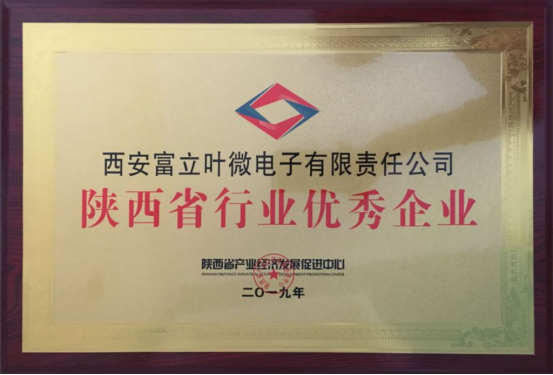 西安富立叶微电子有限责任公司
陕西省行业优秀企业
陕西省产业经济发展促进中心
二〇一九年